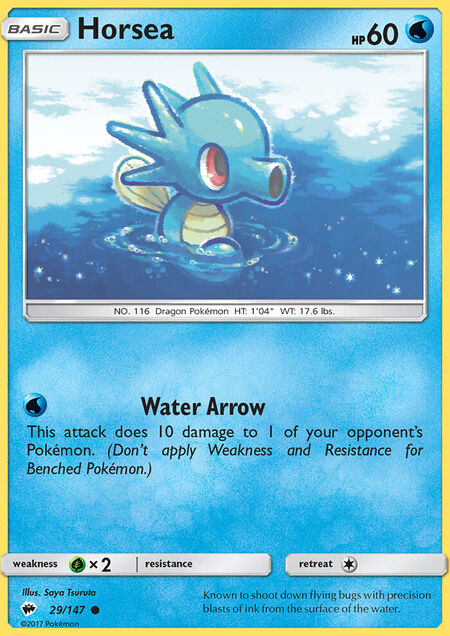 BASIC Horsea HP60
NO. 116 Dragon Pokémon HT: 1'04" WT: 17.6 lbs.
Water Arrow
This attack does 10 damage to 1 of your opponent's
Pokémon. (Don't apply Weakness and Resistance for
Benched Pokémon.)
weakness ×2 resistance retreat
Illus. Saya Tsuruta
29/147
©2017 Pokémon
Known to shoot down flying bugs with precision
blasts of ink from the surface of the water.